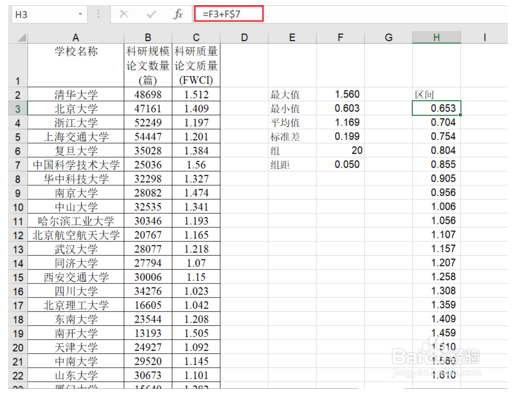 H3 fx =F3+F$7
A B C D E F G H I
1 学校名称 科研规模论文数量(篇) 科研质量论文质量(FWCI)
2 清华大学 48698 1.512 最大值 1.560 区间
3 北京大学 47161 1.409 最小值 0.603 0.653
4 浙江大学 52249 1.197 平均值 1.169 0.704
5 上海交通大学 54447 1.201 标准差 0.199 0.754
6 复旦大学 35028 1.384 组 20 0.804
7 中国科学技术大学 25036 1.56 组距 0.050 0.855
8 华中科技大学 32298 1.327 0.905
9 南京大学 28082 1.474 0.956
10 中山大学 32535 1.341 1.006
11 哈尔滨工业大学 30346 1.193 1.056
12 北京航空航天大学 20767 1.165 1.107
13 武汉大学 28077 1.218 1.157
14 同济大学 27794 1.07 1.207
15 西安交通大学 30006 1.15 1.258
16 四川大学 34276 1.023 1.308
17 北京理工大学 16605 1.042 1.359
18 东南大学 23544 1.208 1.409
19 南开大学 13193 1.505 1.459
20 天津大学 24927 1.092 1.510
21 中南大学 29520 1.145
22 山东大学 30673 1.101